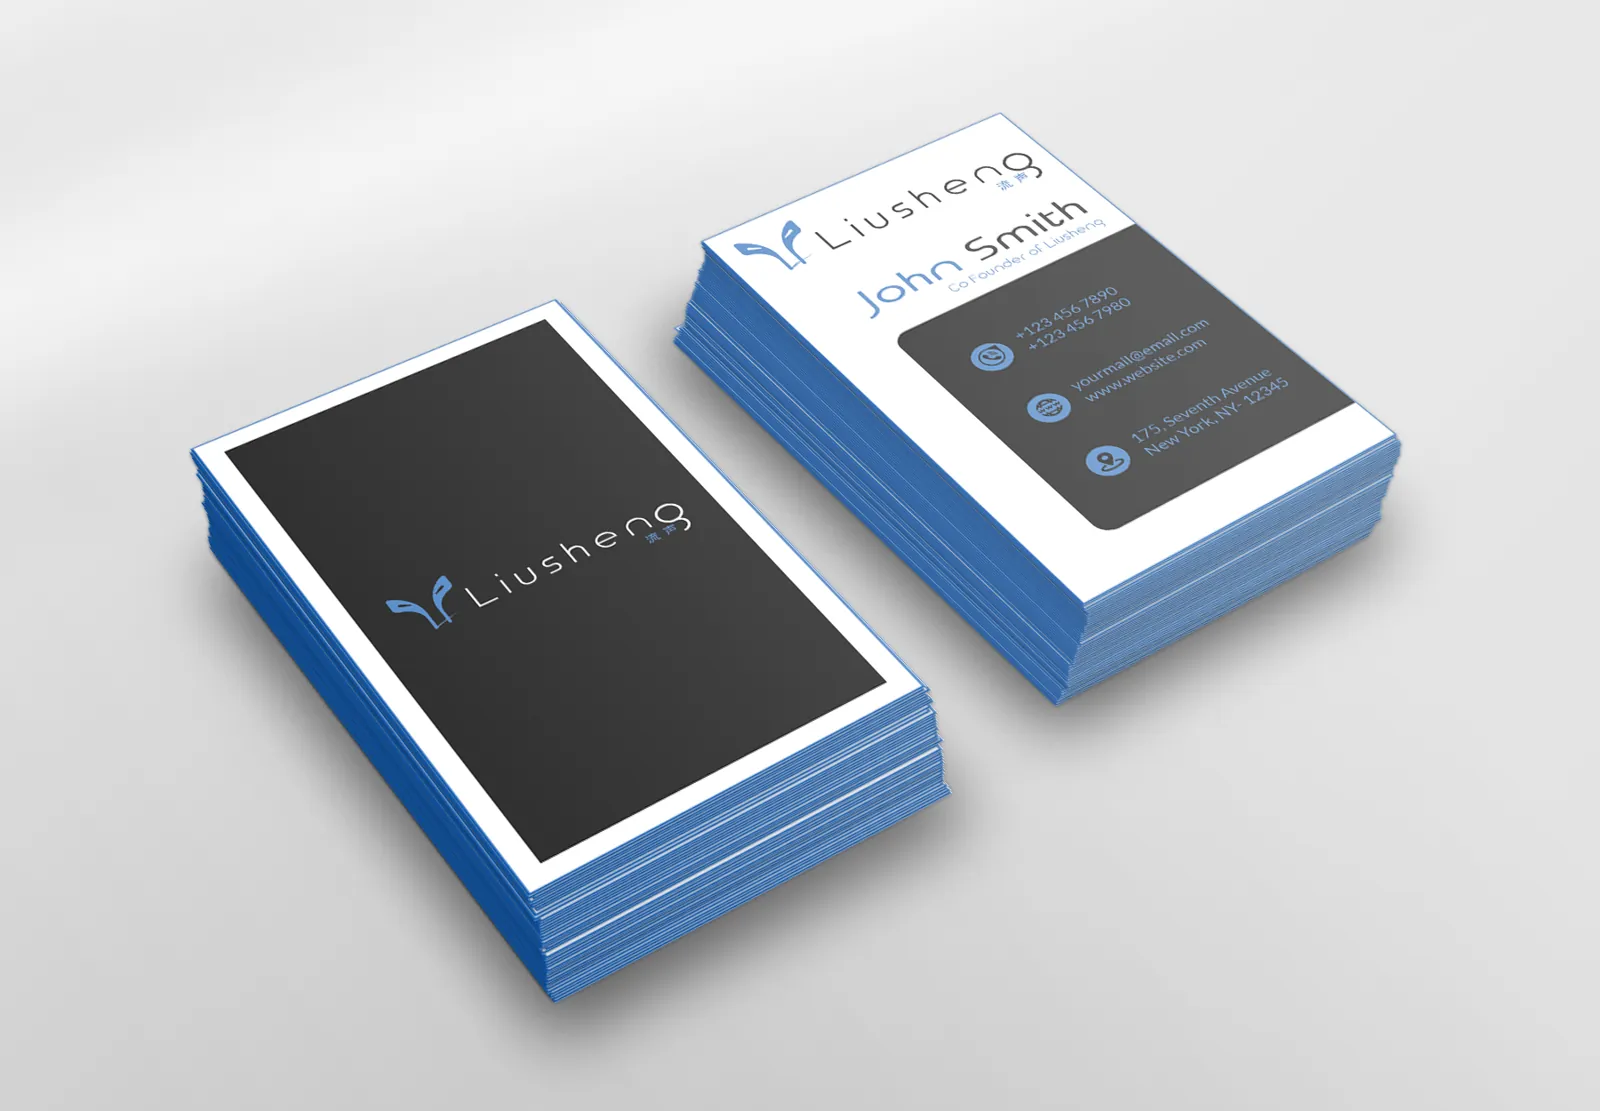 Liusheng
流声
Liusheng
流声
John Smith
Co Founder of Liusheng
+123 456 7890
+123 456 7980
yourmail@email.com
www.website.com
175, Seventh Avenue
New York,NY- 12345